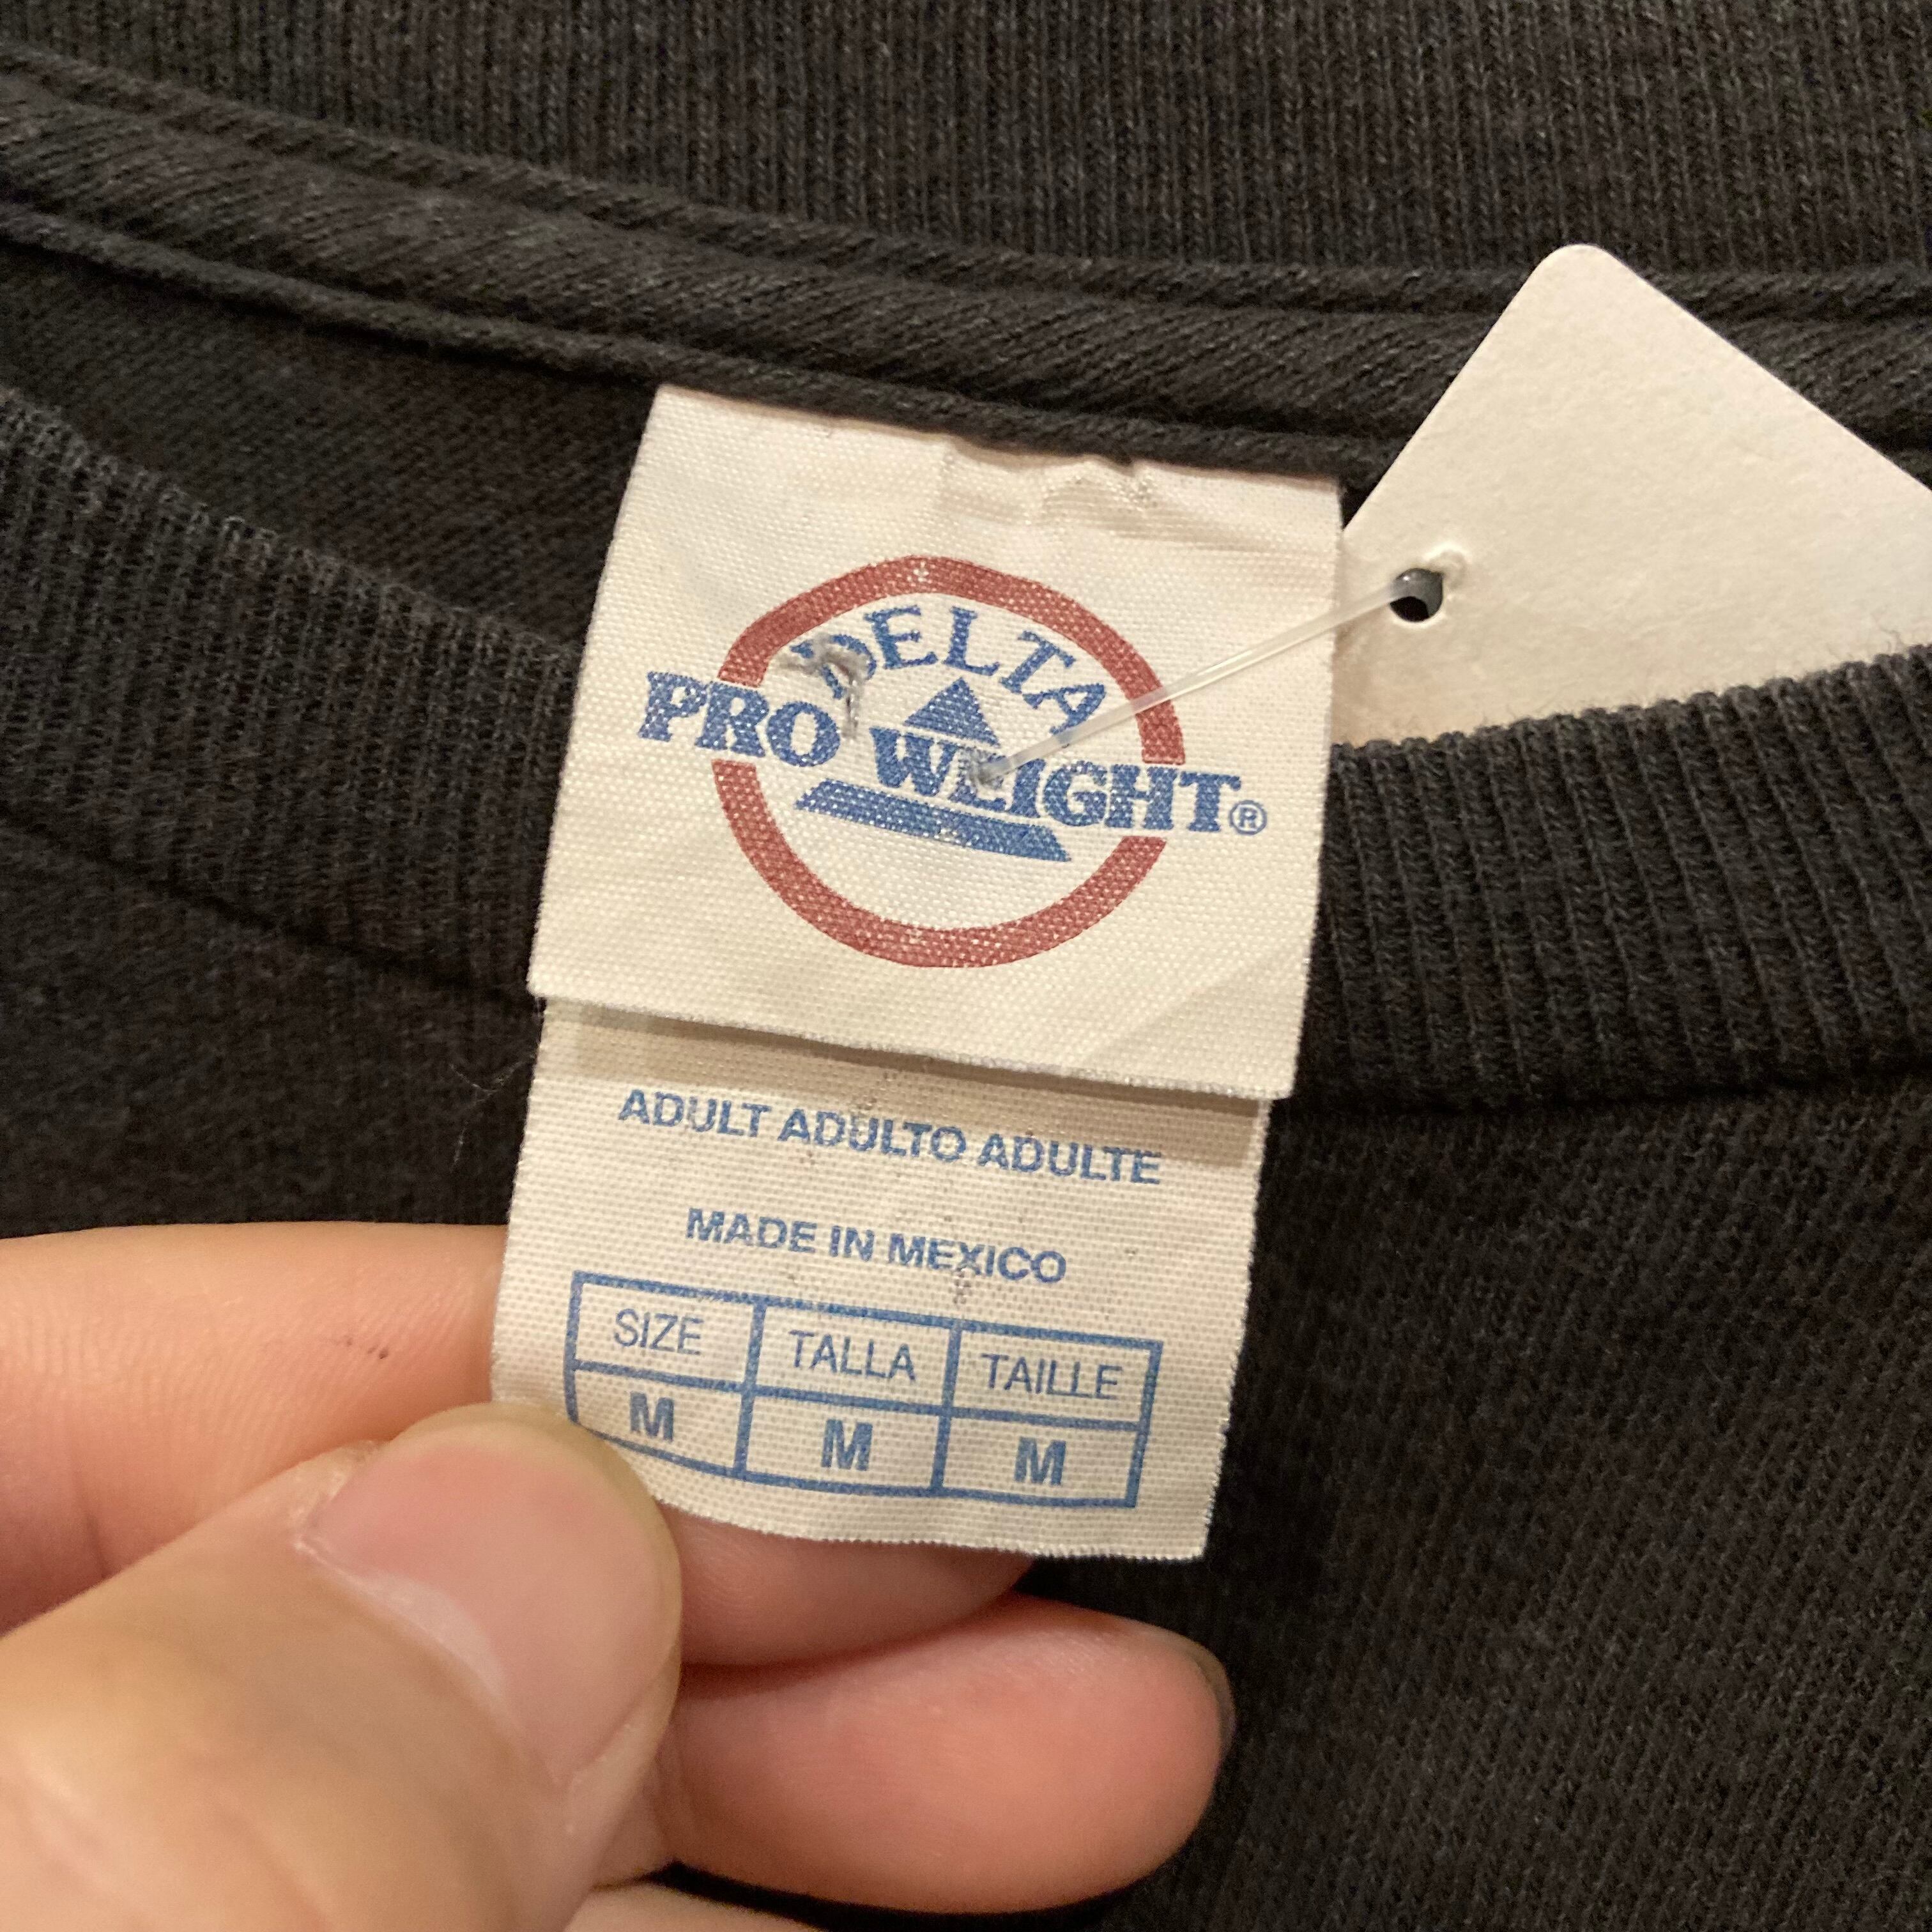 DELTA
PRO WEIGHT®
ADULT ADULTO ADULTE
MADE IN MEXICO
SIZE TALLA TAILLE
M M M